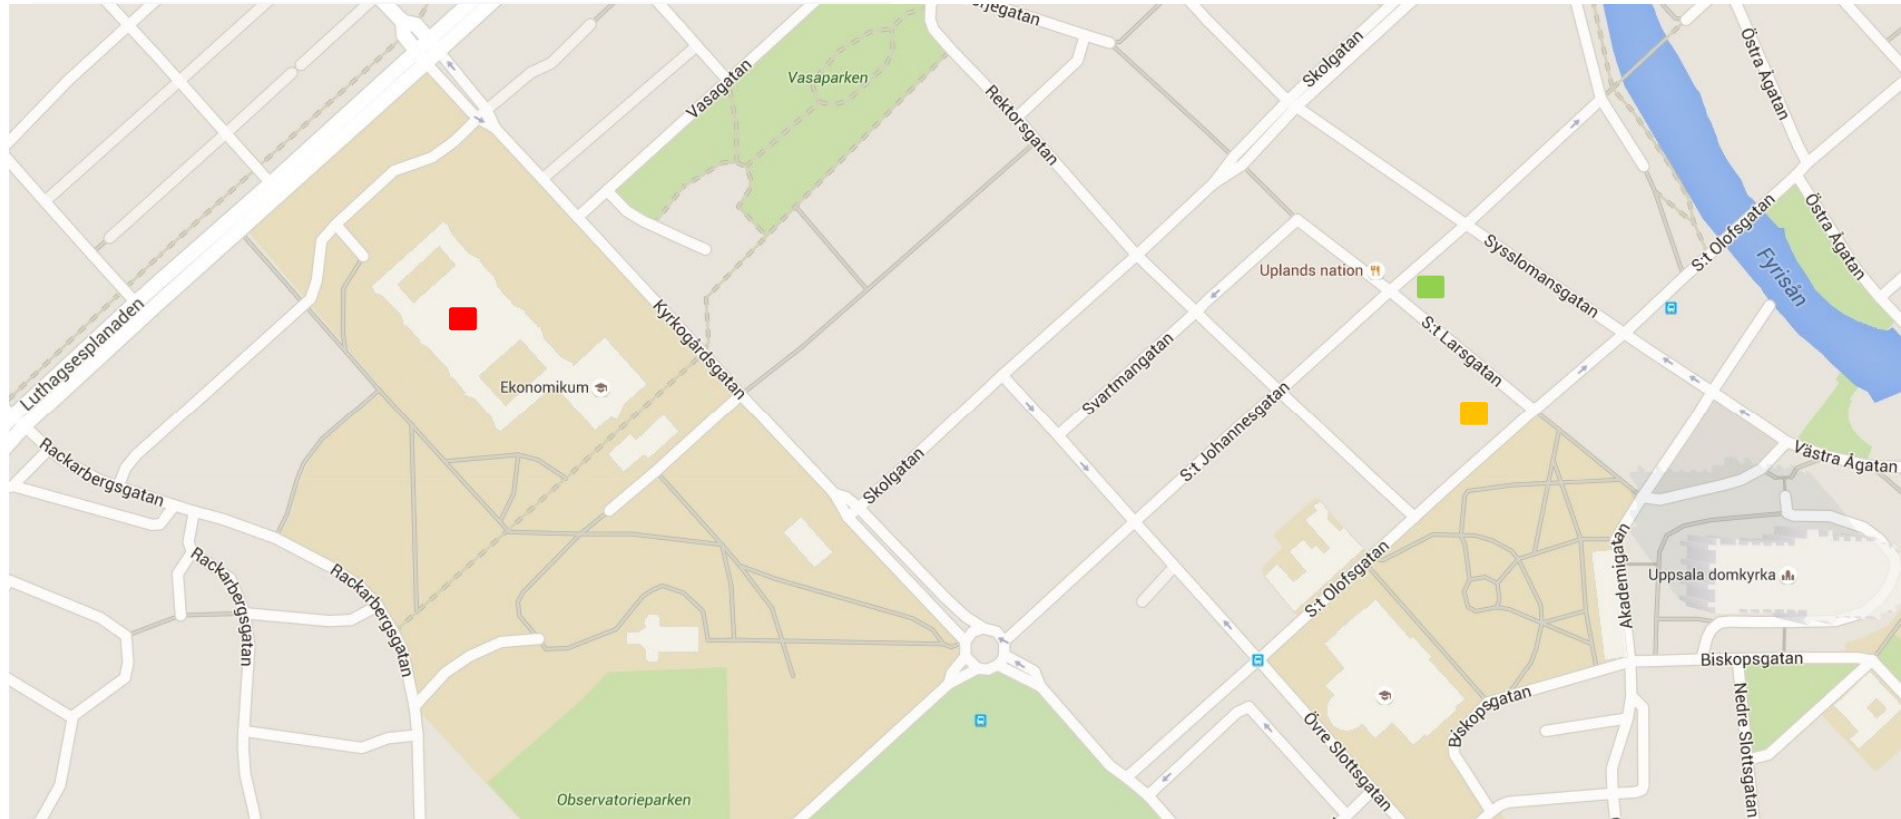 erjegatan
Skolgatan
Östra Ågatan
Vasaparken
Vasagatan
Rektorsgatan
S:t Olofsgatan
Östra Ågatan
Sysslomansgatan
Uplands nation
Fyrisån
Luthagsesplanaden
Kyrkogårdsgatan
Svartmangatan
S:t Larsgatan
Ekonomikum
S:t Johannesgatan
Rackarbergsgatan
Skolgatan
Västra Ågatan
Rackarbergsgatan
Rackarbergsgatan
S:t Olofsgatan
Akademigatan
Uppsala domkyrka
Biskopsgatan
Biskopsgatan
Nedre Slottsgatan
Övre Slottsgatan
Observatorieparken